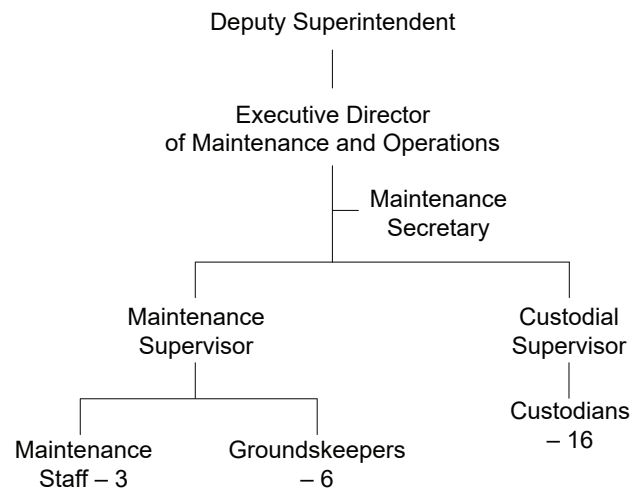 Deputy Superintendent
Executive Director
of Maintenance and Operations
Maintenance
Secretary
Maintenance
Supervisor
Custodial
Supervisor
Maintenance
Staff – 3
Groundskeepers
– 6
Custodians
– 16